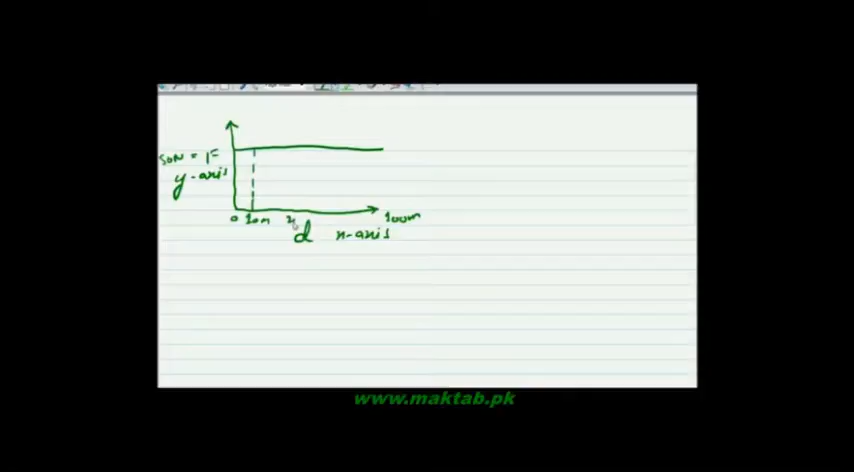 50N = F
y-axis
0 10m
100m
d x-axis
www.maktab.pk